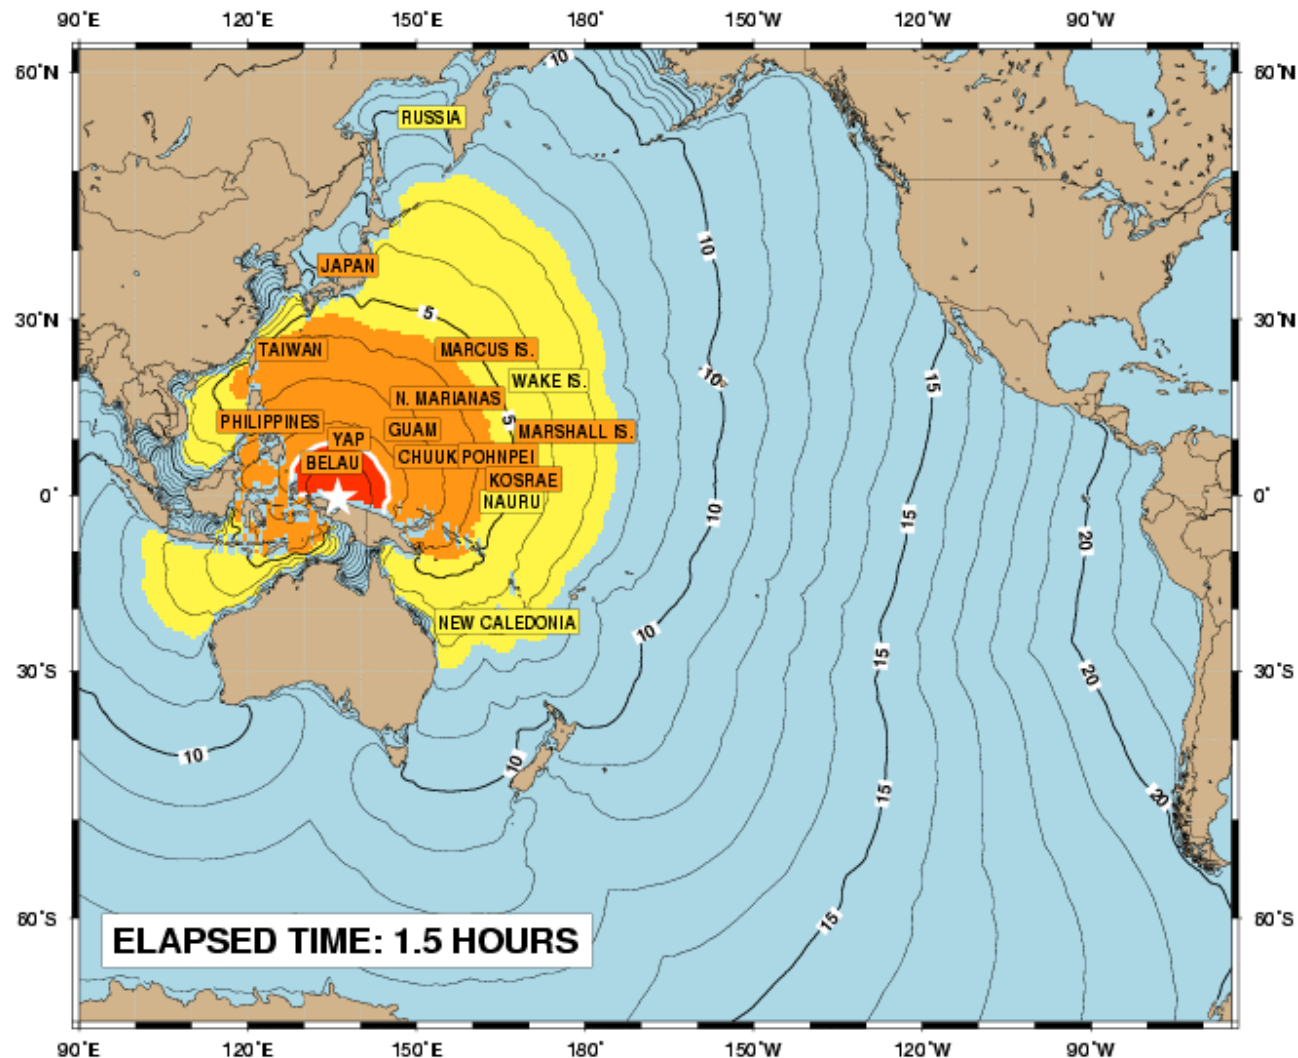 90°E 120°E 150°E 180° 150°W 120°W 90°W
60°N 10 60°N
RUSSIA
10
JAPAN
30°N 5 30°N
TAIWAN MARCUS IS.
10 15
WAKE IS.
N. MARIANAS
PHILIPPINES 5
YAP GUAM MARSHALL IS.
BELAU CHUUK POHNPEI
KOSRAE
0° NAURU 0°
10 15 20
NEW CALEDONIA
10
15
30°S 20 30°S
10 10
15 20
60°S 15 60°S
ELAPSED TIME: 1.5 HOURS
90°E 120°E 150°E 180° 150°W 120°W 90°W